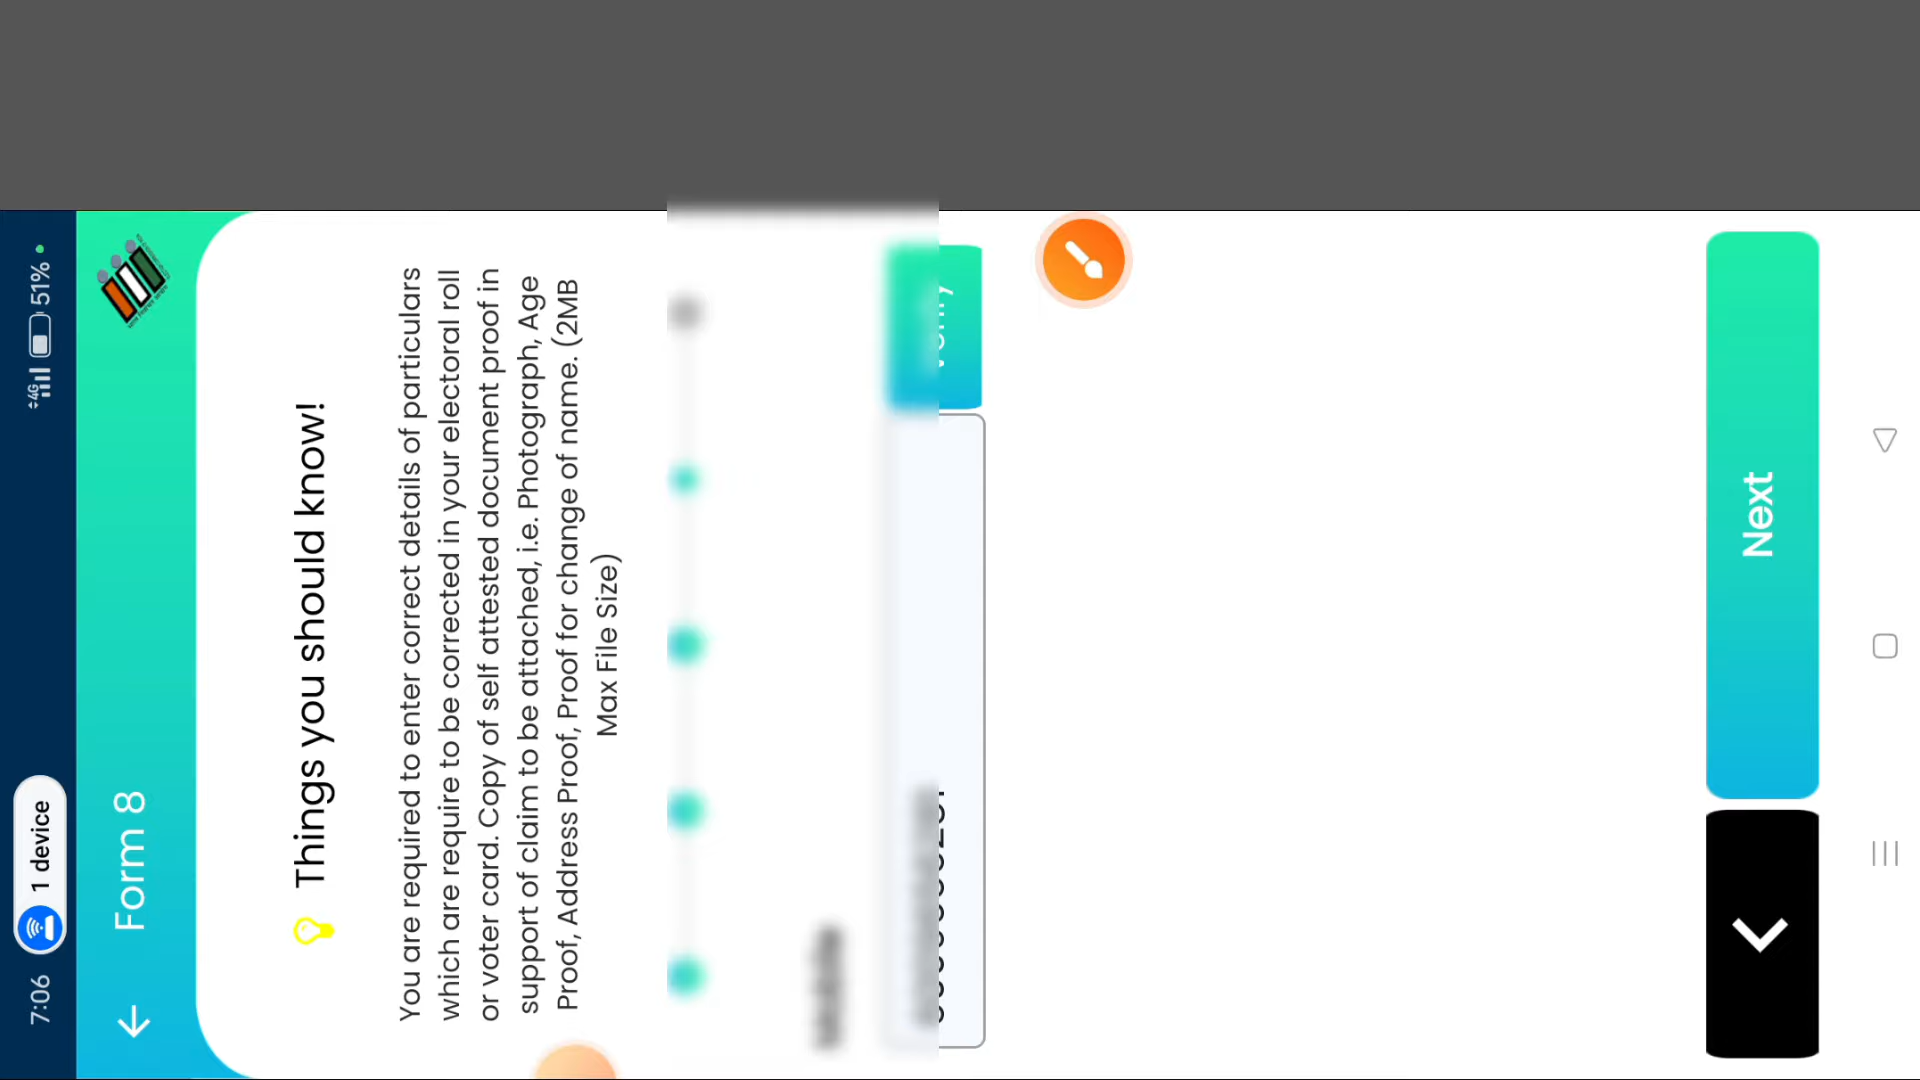 7:06 1 device 4G 51%
Form 8
Things you should know!
You are required to enter correct details of particulars
which are require to be corrected in your electoral roll
or voter card. Copy of self attested document proof in
support of claim to be attached, i.e. Photograph, Age
Proof, Address Proof, Proof for change of name. (2MB
Max File Size)
Next